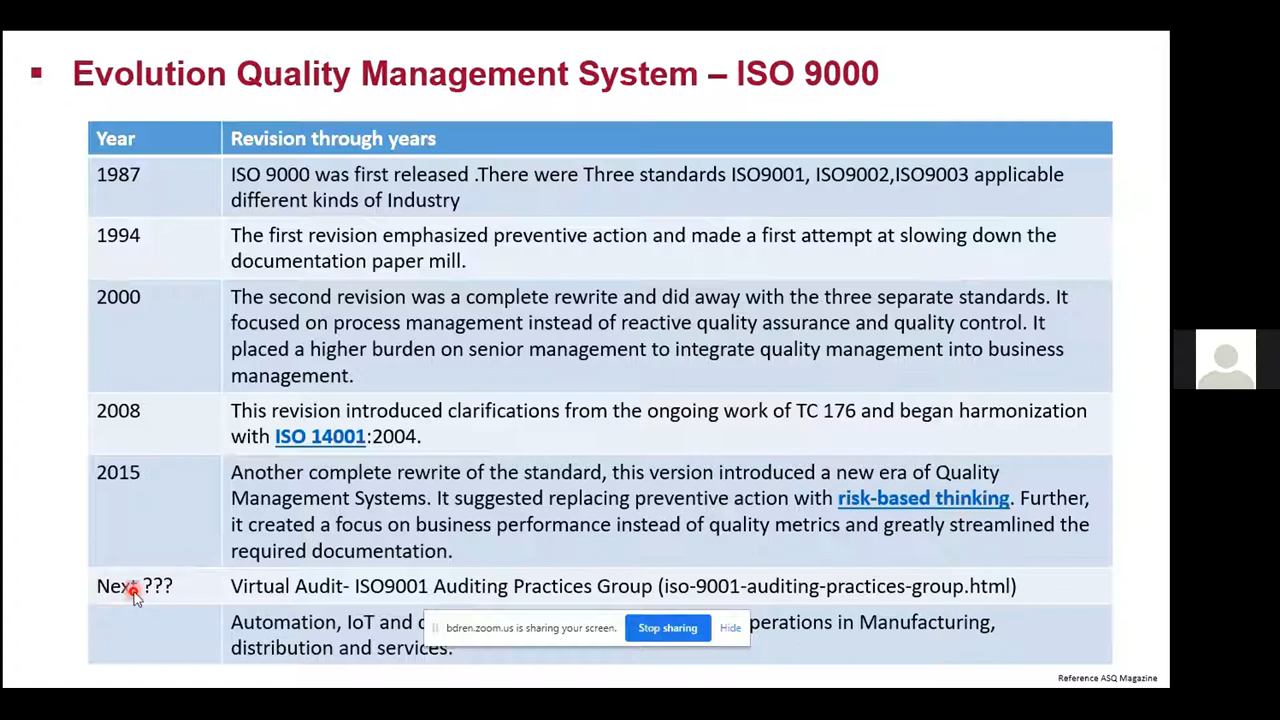 ▪ Evolution Quality Management System – ISO 9000
Year Revision through years
1987 ISO 9000 was first released .There were Three standards ISO9001, ISO9002,ISO9003 applicable
different kinds of Industry
1994 The first revision emphasized preventive action and made a first attempt at slowing down the
documentation paper mill.
2000 The second revision was a complete rewrite and did away with the three separate standards. It
focused on process management instead of reactive quality assurance and quality control. It
placed a higher burden on senior management to integrate quality management into business
management.
2008 This revision introduced clarifications from the ongoing work of TC 176 and began harmonization
with ISO 14001:2004.
2015 Another complete rewrite of the standard, this version introduced a new era of Quality
Management Systems. It suggested replacing preventive action with risk-based thinking. Further,
it created a focus on business performance instead of quality metrics and greatly streamlined the
required documentation.
Next ??? Virtual Audit- ISO9001 Auditing Practices Group (iso-9001-auditing-practices-group.html)
Automation, IoT and in Manufacturing,
distribution and services.
bdren.zoom.us is sharing your screen. Stop sharing Hide
Reference ASQ Magazine